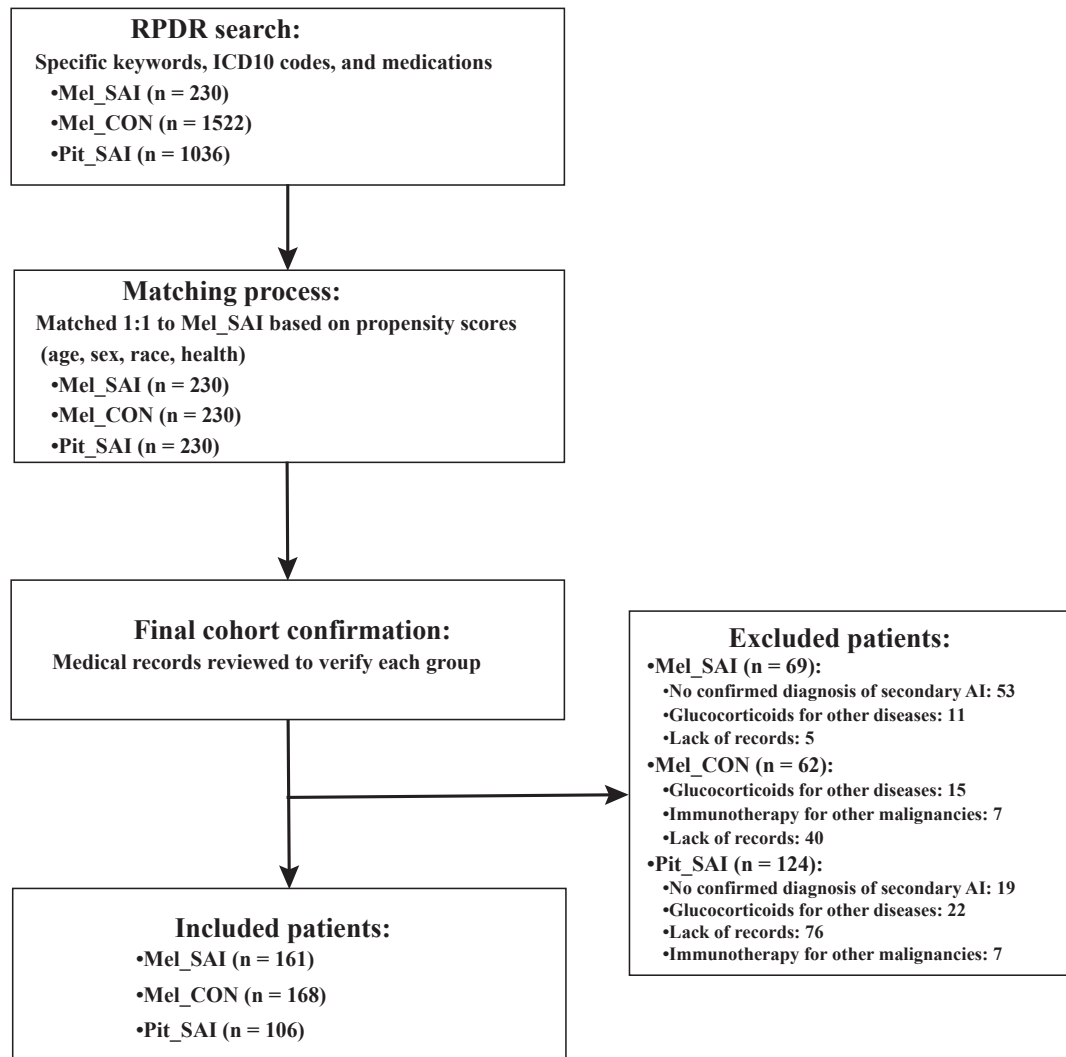 RPDR search:
Specific keywords, ICD10 codes, and medications
•Mel_SAI (n = 230)
•Mel_CON (n = 1522)
•Pit_SAI (n = 1036)
Matching process:
Matched 1:1 to Mel_SAI based on propensity scores
(age, sex, race, health)
•Mel_SAI (n = 230)
•Mel_CON (n = 230)
•Pit_SAI (n = 230)
Final cohort confirmation:
Medical records reviewed to verify each group
Excluded patients:
•Mel_SAI (n = 69):
•No confirmed diagnosis of secondary AI: 53
•Glucocorticoids for other diseases: 11
•Lack of records: 5
•Mel_CON (n = 62):
•Glucocorticoids for other diseases: 15
•Immunotherapy for other malignancies: 7
•Lack of records: 40
•Pit_SAI (n = 124):
•No confirmed diagnosis of secondary AI: 19
•Glucocorticoids for other diseases: 22
•Lack of records: 76
•Immunotherapy for other malignancies: 7
Included patients:
•Mel_SAI (n = 161)
•Mel_CON (n = 168)
•Pit_SAI (n = 106)